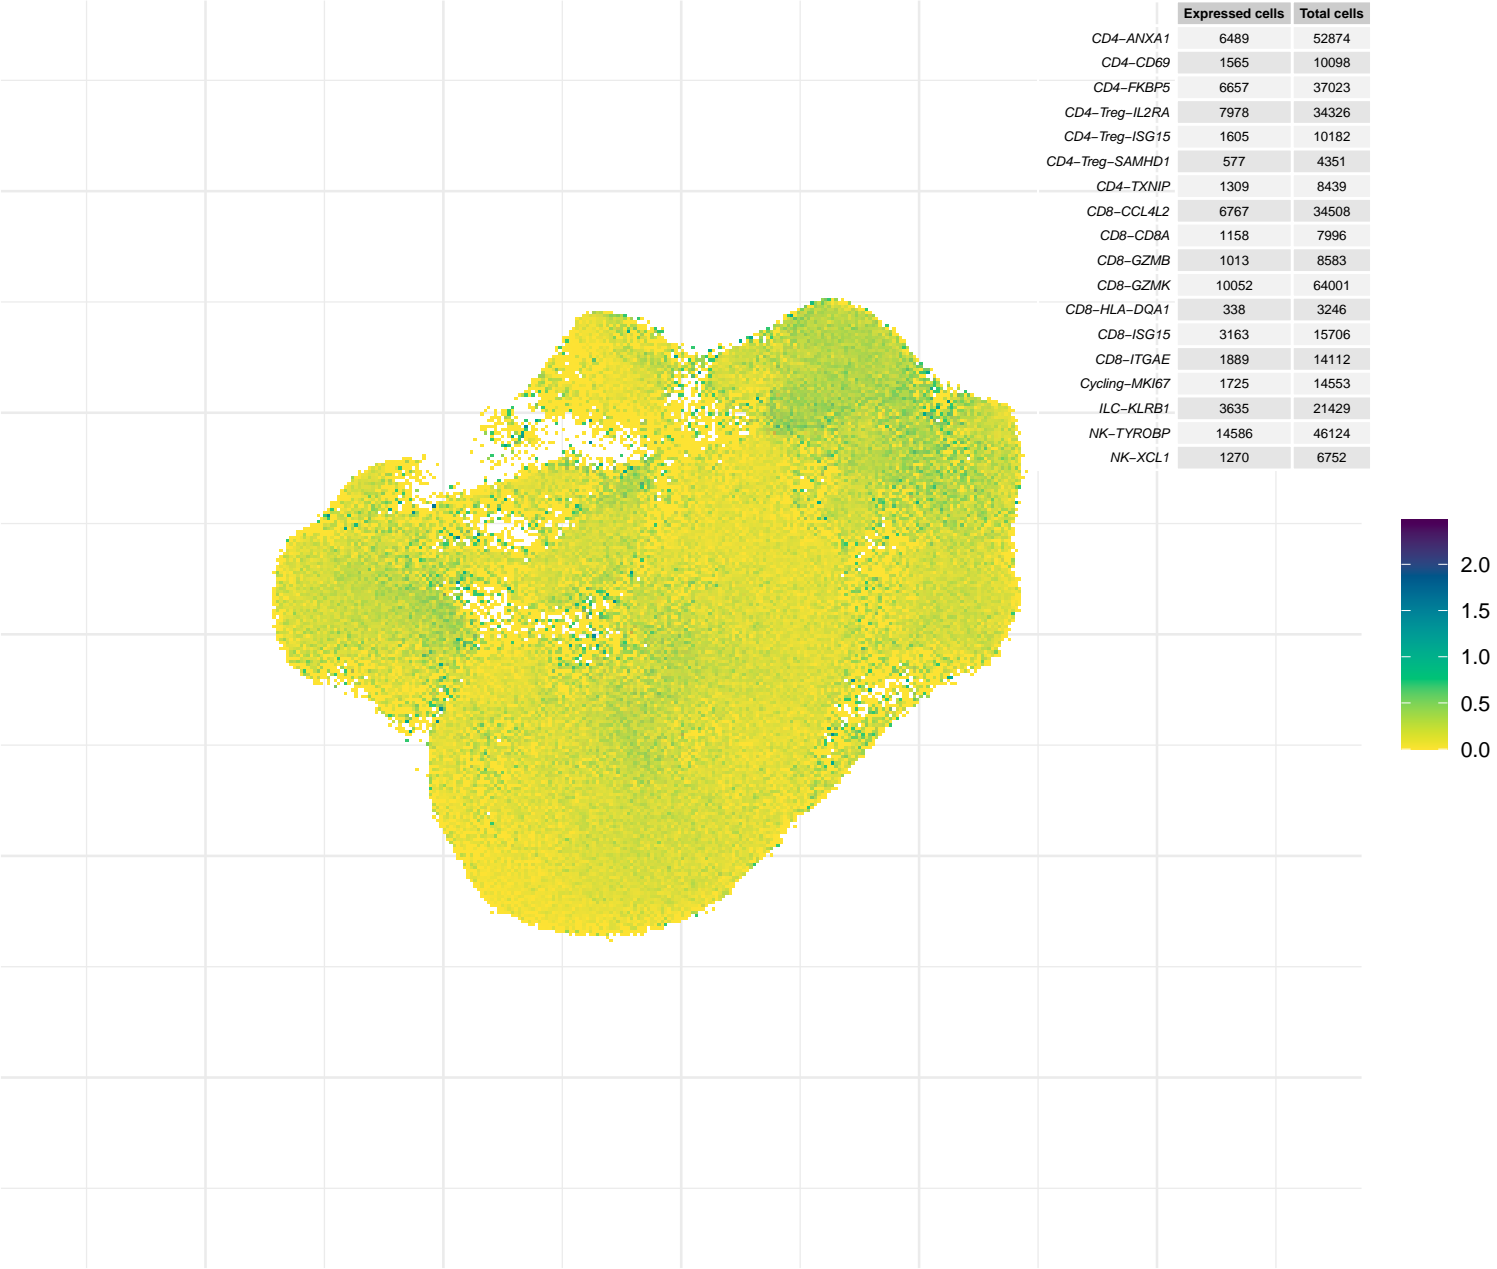 Expressed cells Total cells
CD4−ANXA1 6489 52874
CD4−CD69 1565 10098
CD4−FKBP5 6657 37023
CD4−Treg−IL2RA 7978 34326
CD4−Treg−ISG15 1605 10182
CD4−Treg−SAMHD1 577 4351
CD4−TXNIP 1309 8439
CD8−CCL4L2 6767 34508
CD8−CD8A 1158 7996
CD8−GZMB 1013 8583
CD8−GZMK 10052 64001
CD8−HLA−DQA1 338 3246
CD8−ISG15 3163 15706
CD8−ITGAE 1889 14112
Cycling−MKI67 1725 14553
ILC−KLRB1 3635 21429
NK−TYROBP 14586 46124
NK−XCL1 1270 6752
2.0
1.5
1.0
0.5
0.0